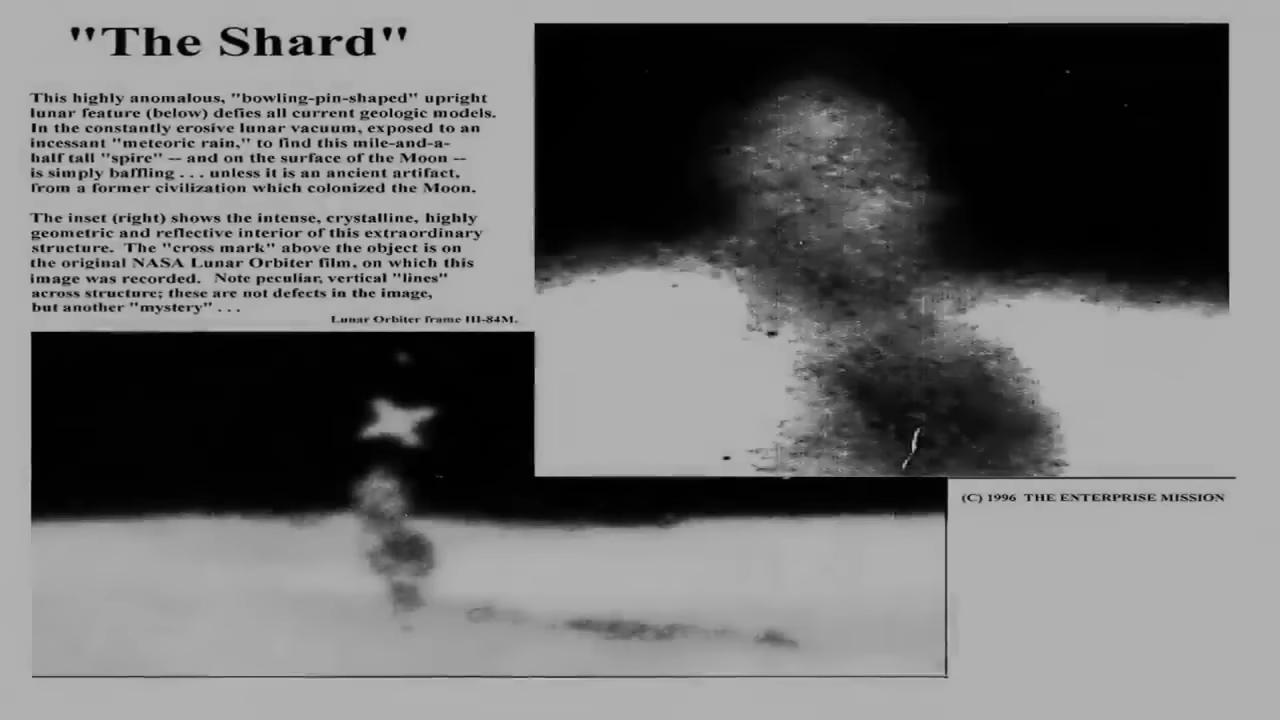 "The Shard"
This highly anomalous, "bowling-pin-shaped" upright
lunar feature (below) defies all current geologic models.
In the constantly erosive lunar vacuum, exposed to an
incessant "meteoric rain," to find this mile-and-a-
half tall "spire" -- and on the surface of the Moon --
is simply baffling . . . unless it is an ancient artifact,
from a former civilization which colonized the Moon.
The inset (right) shows the intense, crystalline, highly
geometric and reflective interior of this extraordinary
structure. The "cross mark" above the object is on
the original NASA Lunar Orbiter film, on which this
image was recorded. Note peculiar, vertical "lines"
across structure; these are not defects in the image,
but another "mystery" . . .
Lunar Orbiter frame III-84M.
(C) 1996 THE ENTERPRISE MISSION